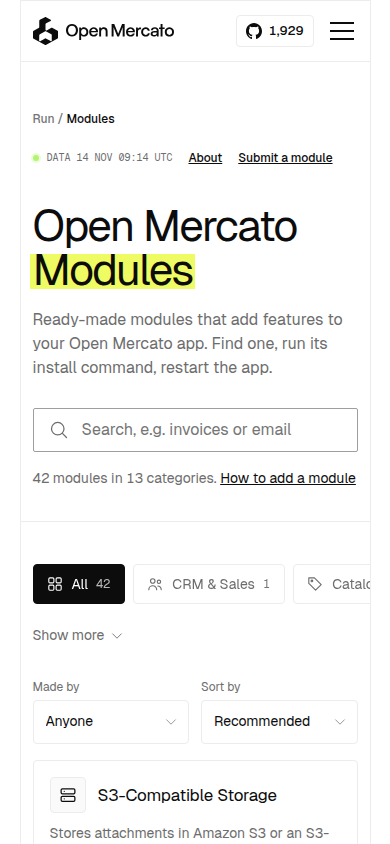 Open Mercato
1,929
Run / Modules
DATA 14 NOV 09:14 UTC About Submit a module
Open Mercato
Modules
Ready-made modules that add features to
your Open Mercato app. Find one, run its
install command, restart the app.
Search, e.g. invoices or email
42 modules in 13 categories. How to add a module
All 42 CRM & Sales 1
Show more
Made by Sort by
Anyone Recommended
S3-Compatible Storage
Stores attachments in Amazon S3 or an S3-